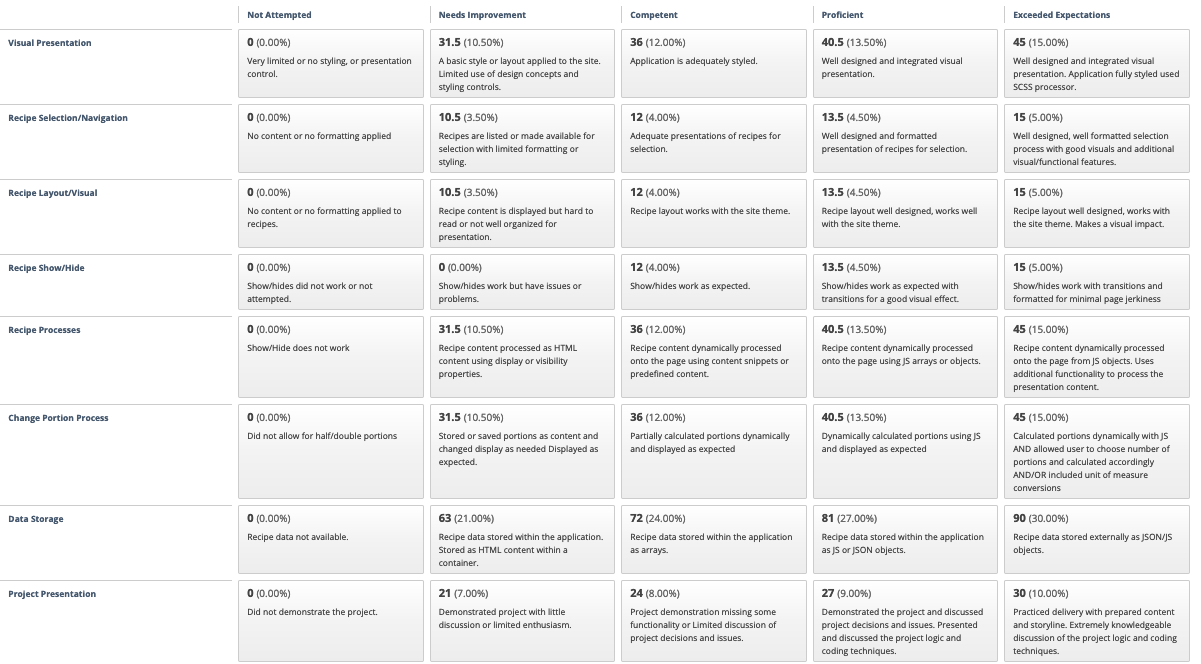 Not Attempted Needs Improvement Competent Proficient Exceeded Expectations
Visual Presentation
0 (0.00%)
Very limited or no styling, or presentation
control.
31.5 (10.50%)
A basic style or layout applied to the site.
Limited use of design concepts and
styling controls.
36 (12.00%)
Application is adequately styled.
40.5 (13.50%)
Well designed and integrated visual
presentation.
45 (15.00%)
Well designed and integrated visual
presentation. Application fully styled used
SCSS processor.
Recipe Selection/Navigation
0 (0.00%)
No content or no formatting applied
10.5 (3.50%)
Recipes are listed or made available for
selection with limited formatting or
styling.
12 (4.00%)
Adequate presentations of recipes for
selection.
13.5 (4.50%)
Well designed and formatted
presentation of recipes for selection.
15 (5.00%)
Well designed, well formatted selection
process with good visuals and additional
visual/functional features.
Recipe Layout/Visual
0 (0.00%)
No content or no formatting applied to
recipes.
10.5 (3.50%)
Recipe content is displayed but hard to
read or not well organized for
presentation.
12 (4.00%)
Recipe layout works with the site theme.
13.5 (4.50%)
Recipe layout well designed, works well
with the site theme.
15 (5.00%)
Recipe layout well designed, works with
the site theme. Makes a visual impact.
Recipe Show/Hide
0 (0.00%)
Show/hides did not work or not
attempted.
0 (0.00%)
Show/hides work but have issues or
problems.
12 (4.00%)
Show/hides work as expected.
13.5 (4.50%)
Show/hides work as expected with
transitions for a good visual effect.
15 (5.00%)
Show/hides work with transitions and
formatted for minimal page jerkiness
Recipe Processes
0 (0.00%)
Show/Hide does not work
31.5 (10.50%)
Recipe content processed as HTML
content using display or visibility
properties.
36 (12.00%)
Recipe content dynamically processed
onto the page using content snippets or
predefined content.
40.5 (13.50%)
Recipe content dynamically processed
onto the page using JS arrays or objects.
45 (15.00%)
Recipe content dynamically processed
onto the page from JS objects. Uses
additional functionality to process the
presentation content.
Change Portion Process
0 (0.00%)
Did not allow for half/double portions
31.5 (10.50%)
Stored or saved portions as content and
changed display as needed Displayed as
expected.
36 (12.00%)
Partially calculated portions dynamically
and displayed as expected
40.5 (13.50%)
Dynamically calculated portions using JS
and displayed as expected
45 (15.00%)
Calculated portions dynamically with JS
AND allowed user to choose number of
portions and calculated accordingly
AND/OR included unit of measure
conversions
Data Storage
0 (0.00%)
Recipe data not available.
63 (21.00%)
Recipe data stored within the application.
Stored as HTML content within a
container.
72 (24.00%)
Recipe data stored within the application
as arrays.
81 (27.00%)
Recipe data stored within the application
as JS or JSON objects.
90 (30.00%)
Recipe data stored externally as JSON/JS
objects.
Project Presentation
0 (0.00%)
Did not demonstrate the project.
21 (7.00%)
Demonstrated project with little
discussion or limited enthusiasm.
24 (8.00%)
Project demonstration missing some
functionality or Limited discussion of
project decisions and issues.
27 (9.00%)
Demonstrated the project and discussed
project decisions and issues. Presented
and discussed the project logic and
coding techniques.
30 (10.00%)
Practiced delivery with prepared content
and storyline. Extremely knowledgeable
discussion of the project logic and coding
techniques.